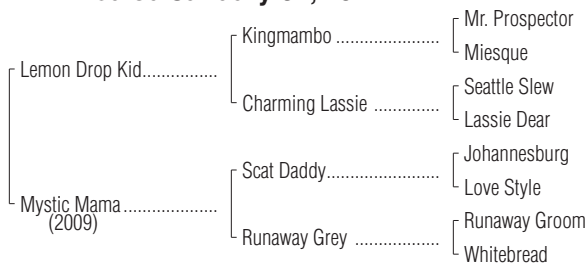 Mr. Prospector
Kingmambo
Miesque
Lemon Drop Kid
Seattle Slew
Charming Lassie
Lassie Dear
Johannesburg
Scat Daddy
Love Style
Mystic Mama
(2009)
Runaway Groom
Runaway Grey
Whitebread